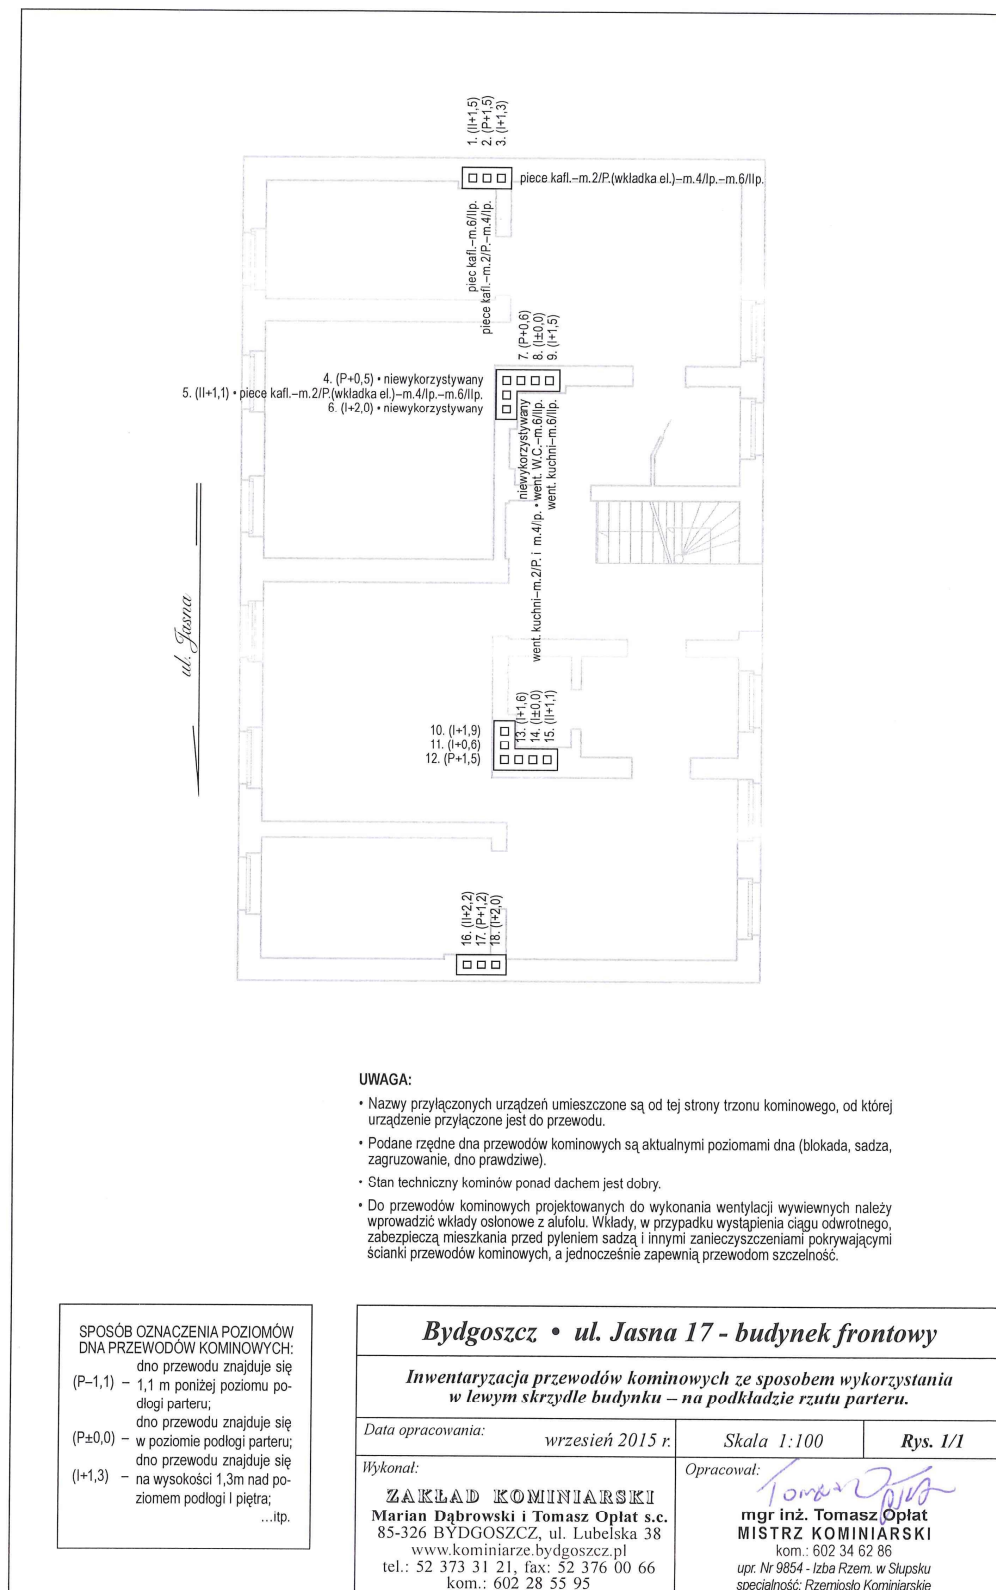 1. (II+1,5)
2. (P+1,5)
3. (I+1,3)
piece kafl.–m.2/P.(wkładka el.)–m.4/Ip.–m.6/IIp.
piec kafl.–m.6/IIp.
piece kafl.–m.2/P.–m.4/Ip.
7. (P+0,6)
8. (I±0,0)
9. (I+1,5)
4. (P+0,5) • niewykorzystywany
5. (II+1,1) • piece kafl.–m.2/P.(wkładka el.)–m.4/Ip.–m.6/IIp.
6. (I+2,0) • niewykorzystywany
niewykorzystywany
went. kuchni–m.2/P. i m.4/Ip. • went. W.C.–m.6/IIp.
went. kuchni–m.6/IIp.
ul. Jasna
10. (I+1,9)
11. (I+0,6)
12. (P+1,5)
13. (I+1,6)
14. (I±0,0)
15. (II+1,1)
16. (II+2,2)
17. (P+1,2)
18. (I+2,0)
UWAGA:
• Nazwy przyłączonych urządzeń umieszczone są od tej strony trzonu kominowego, od której
urządzenie przyłączone jest do przewodu.
• Podane rzędne dna przewodów kominowych są aktualnymi poziomami dna (blokada, sadza,
zagruzowanie, dno prawdziwe).
• Stan techniczny kominów ponad dachem jest dobry.
• Do przewodów kominowych projektowanych do wykonania wentylacji wywiewnych należy
wprowadzić wkłady osłonowe z alufolu. Wkłady, w przypadku wystąpienia ciągu odwrotnego,
zabezpieczą mieszkania przed pyleniem sadzą i innymi zanieczyszczeniami pokrywającymi
ścianki przewodów kominowych, a jednocześnie zapewnią przewodom szczelność.
SPOSÓB OZNACZENIA POZIOMÓW
DNA PRZEWODÓW KOMINOWYCH:
dno przewodu znajduje się
(P–1,1) – 1,1 m poniżej poziomu po-
dłogi parteru;
dno przewodu znajduje się
(P±0,0) – w poziomie podłogi parteru;
dno przewodu znajduje się
(I+1,3) – na wysokości 1,3m nad po-
ziomem podłogi I piętra;
...itp.
Bydgoszcz • ul. Jasna 17 - budynek frontowy
Inwentaryzacja przewodów kominowych ze sposobem wykorzystania
w lewym skrzydle budynku – na podkładzie rzutu parteru.
Data opracowania:
wrzesień 2015 r.
Skala 1:100
Rys. 1/1
Wykonał:
ZAKŁAD KOMINIARSKI
Marian Dąbrowski i Tomasz Opłat s.c.
85-326 BYDGOSZCZ, ul. Lubelska 38
www.kominiarze.bydgoszcz.pl
tel.: 52 373 31 21, fax: 52 376 00 66
kom.: 602 28 55 95
Opracował:
Tomasz Opłat
mgr inż. Tomasz Opłat
MISTRZ KOMINIARSKI
kom.: 602 34 62 86
upr. Nr 9854 - Izba Rzem. w Słupsku
specjalność: Rzemiosło Kominiarskie